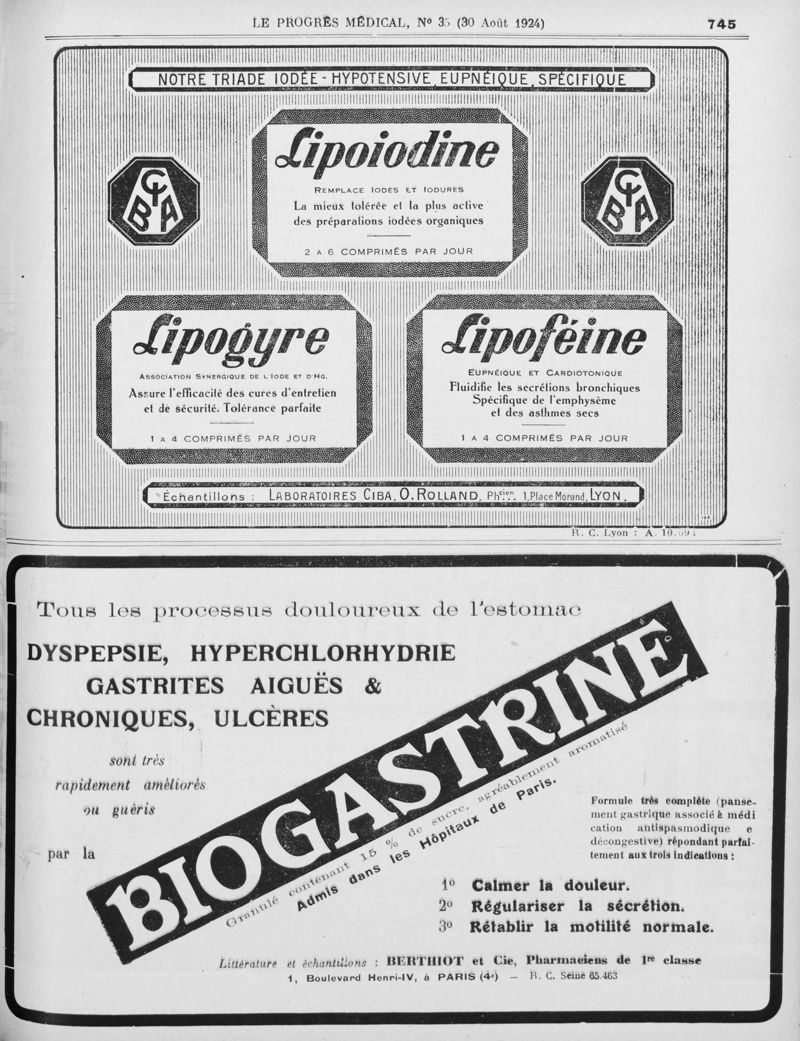 LE PROGRÈS MÉDICAL, Nº 35 (30 Août 1924)
745
NOTRE TRIADE IODÉE - HYPOTENSIVE, EUPNÉIQUE, SPÉCIFIQUE
Lipoiodine
REMPLACE IODES ET IODURES
La mieux tolérée et la plus active
des préparations iodées organiques
2 A 6 COMPRIMÉS PAR JOUR
CIBA
CIBA
Lipogyre
ASSOCIATION SYNERGIQUE DE L'IODE ET D'HG.
Assure l'efficacité des cures d'entretien
et de sécurité. Tolérance parfaite
1 A 4 COMPRIMÉS PAR JOUR
Lipoféine
EUPNÉIQUE ET CARDIOTONIQUE
Fluidifie les secrétions bronchiques
Spécifique de l'emphysème
et des asthmes secs
1 A 4 COMPRIMÉS PAR JOUR
Échantillons : LABORATOIRES CIBA, O. ROLLAND, Phcien, 1, Place Morand, LYON.
R. C. Lyon : A.
Tous les processus douloureux de l'estomac
DYSPEPSIE, HYPERCHLORHYDRIE
GASTRITES AIGUËS &
CHRONIQUES, ULCÈRES
sont très
rapidement améliorés
ou guéris
par la
BIOGASTRINE
Granulé contenant 15 % de sucre, agréablement aromatisé
Admis dans les Hôpitaux de Paris.
Formule très complète (panse-
ment gastrique associé à médi
cation antispasmodique e
décongestive) répondant parfai-
tement aux trois indications :
1º Calmer la douleur.
2º Régulariser la sécrétion.
3º Rétablir la motilité normale.
Littérature et échantillons : BERTHIOT et Cie, Pharmaciens de 1re classe
1, Boulevard Henri-IV, à PARIS (4e) — R. C. Seine 65.463